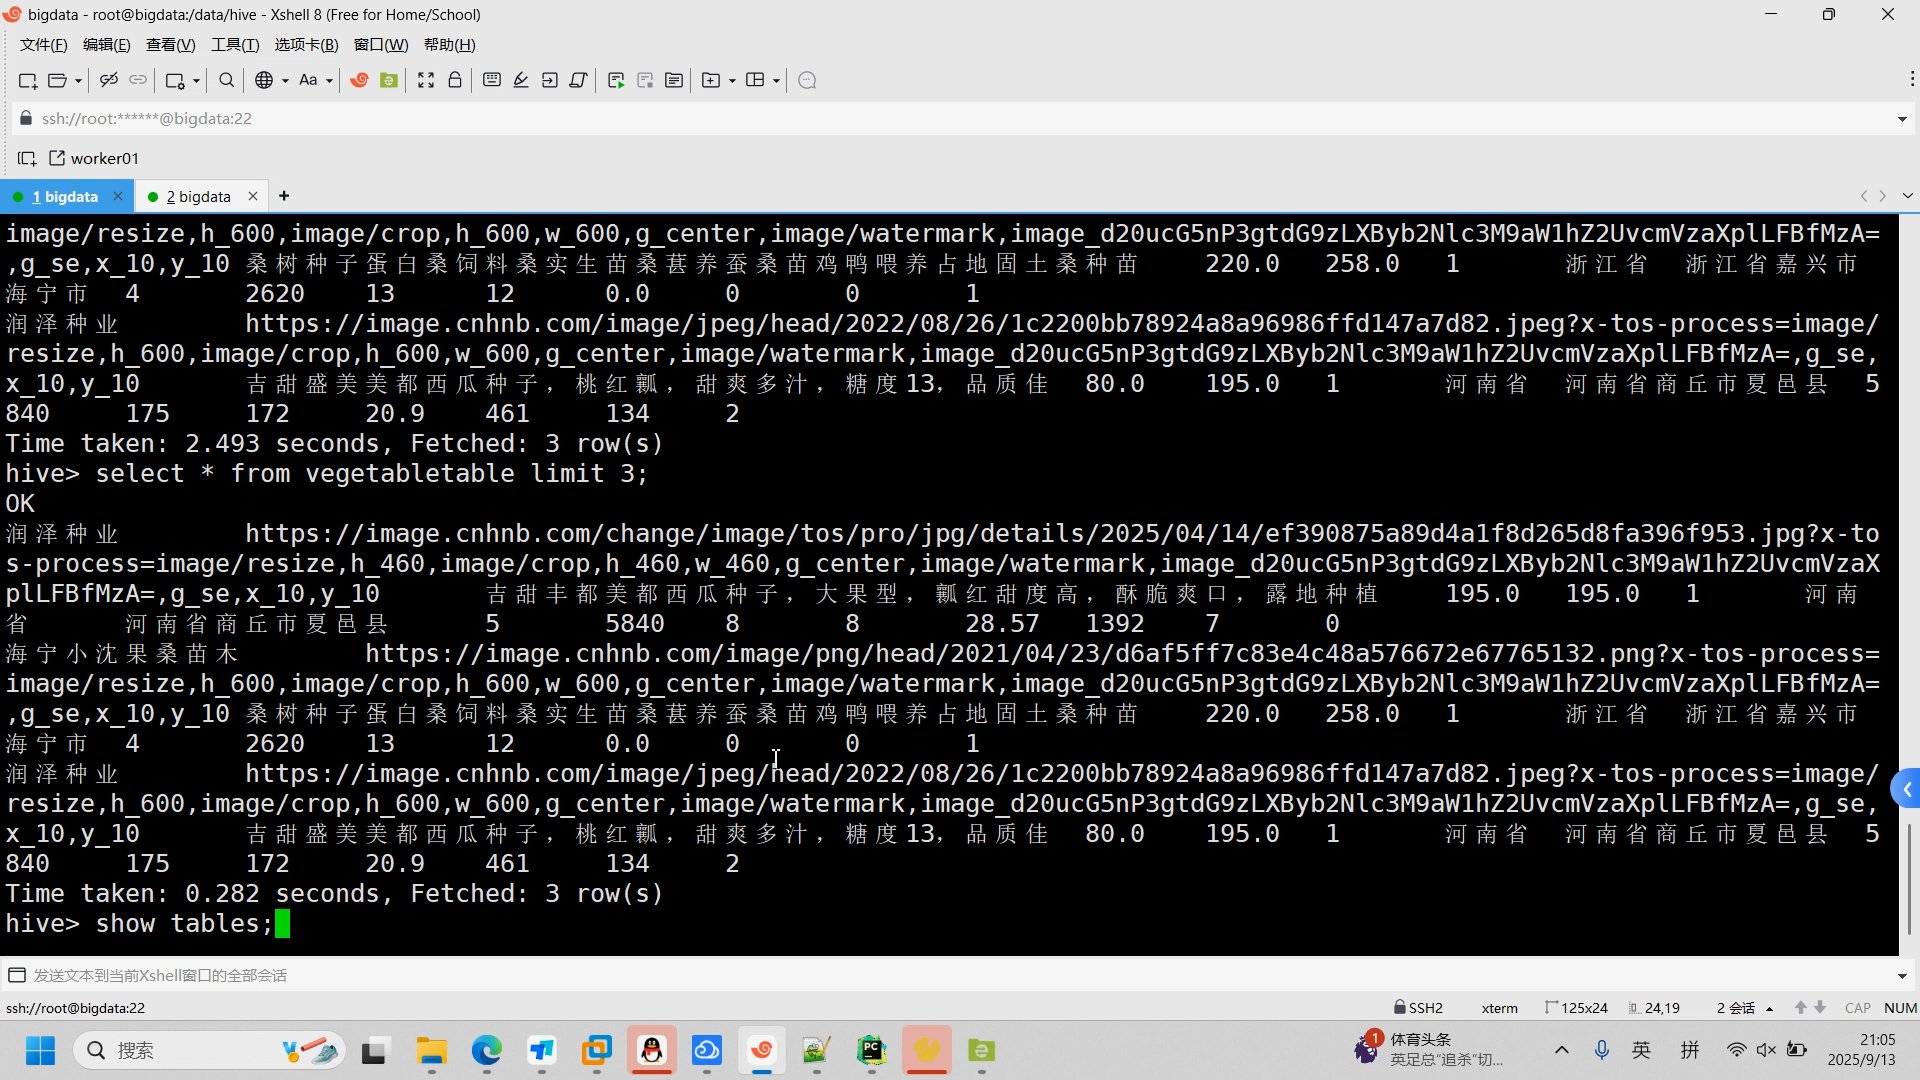 bigdata - root@bigdata:/data/hive - Xshell 8 (Free for Home/School)
文件(F) 编辑(E) 查看(V) 工具(T) 选项卡(B) 窗口(W) 帮助(H)
ssh://root:******@bigdata:22
worker01
1 bigdata 2 bigdata
image/resize,h_600,image/crop,h_600,w_600,g_center,image/watermark,image_d20ucG5nP3gtdG9zLXByb2Nlc3M9aW1hZ2UvcmVzaXplLFBfMzA=
,g_se,x_10,y_10 桑树种子蛋白桑饲料桑实生苗桑葚养蚕桑苗鸡鸭喂养占地固土桑种苗 220.0 258.0 1 浙江省 浙江省嘉兴市
海宁市 4 2620 13 12 0.0 0 0 1
润泽种业 https://image.cnhnb.com/image/jpeg/head/2022/08/26/1c2200bb78924a8a96986ffd147a7d82.jpeg?x-tos-process=image/
resize,h_600,image/crop,h_600,w_600,g_center,image/watermark,image_d20ucG5nP3gtdG9zLXByb2Nlc3M9aW1hZ2UvcmVzaXplLFBfMzA=,g_se,
x_10,y_10 吉甜盛美美都西瓜种子，桃红瓤，甜爽多汁，糖度13，品质佳 80.0 195.0 1 河南省 河南省商丘市夏邑县 5
840 175 172 20.9 461 134 2
Time taken: 2.493 seconds, Fetched: 3 row(s)
hive> select * from vegetabletable limit 3;
OK
润泽种业 https://image.cnhnb.com/change/image/tos/pro/jpg/details/2025/04/14/ef390875a89d4a1f8d265d8fa396f953.jpg?x-to
s-process=image/resize,h_460,image/crop,h_460,w_460,g_center,image/watermark,image_d20ucG5nP3gtdG9zLXByb2Nlc3M9aW1hZ2UvcmVzaX
plLFBfMzA=,g_se,x_10,y_10 吉甜丰都美都西瓜种子，大果型，瓤红甜度高，酥脆爽口，露地种植 195.0 195.0 1 河南
省 河南省商丘市夏邑县 5 5840 8 8 28.57 1392 7 0
海宁小沈果桑苗木 https://image.cnhnb.com/image/png/head/2021/04/23/d6af5ff7c83e4c48a576672e67765132.png?x-tos-process=
image/resize,h_600,image/crop,h_600,w_600,g_center,image/watermark,image_d20ucG5nP3gtdG9zLXByb2Nlc3M9aW1hZ2UvcmVzaXplLFBfMzA=
,g_se,x_10,y_10 桑树种子蛋白桑饲料桑实生苗桑葚养蚕桑苗鸡鸭喂养占地固土桑种苗 220.0 258.0 1 浙江省 浙江省嘉兴市
海宁市 4 2620 13 12 0.0 0 0 1
润泽种业 https://image.cnhnb.com/image/jpeg/head/2022/08/26/1c2200bb78924a8a96986ffd147a7d82.jpeg?x-tos-process=image/
resize,h_600,image/crop,h_600,w_600,g_center,image/watermark,image_d20ucG5nP3gtdG9zLXByb2Nlc3M9aW1hZ2UvcmVzaXplLFBfMzA=,g_se,
x_10,y_10 吉甜盛美美都西瓜种子，桃红瓤，甜爽多汁，糖度13，品质佳 80.0 195.0 1 河南省 河南省商丘市夏邑县 5
840 175 172 20.9 461 134 2
Time taken: 0.282 seconds, Fetched: 3 row(s)
hive> show tables;
发送文本到当前Xshell窗口的全部会话
ssh://root@bigdata:22 SSH2 xterm 125x24 24,19 2 会话 CAP NUM
搜索 1 体育头条 英 拼 21:05
英足总“追杀”切... 2025/9/13